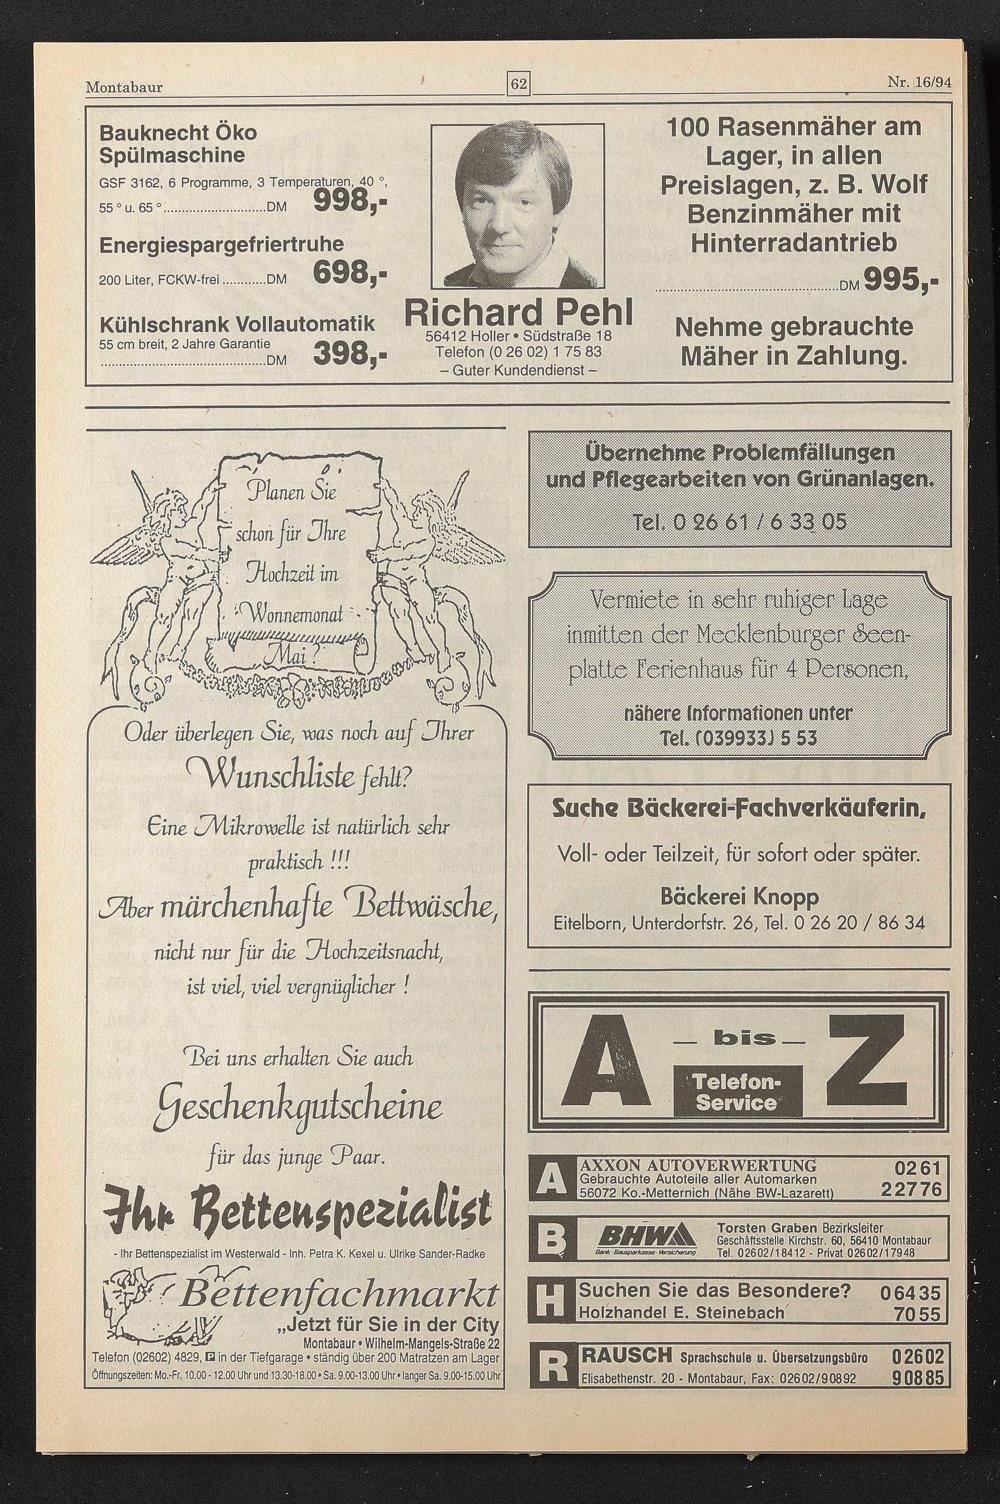 Montabaur
62
Nr. 16/94
Bauknecht Öko
Spülmaschine
GSF 3162, 6 Programme, 3 Temperaturen, 40 °,
55 ° u. 65 °............................DM 998,-
Energiespargefriertruhe
200 Liter, FCKW-frei ............DM 698,-
Kühlschrank Vollautomatik
55 cm breit, 2 Jahre Garantie
............................................DM 398,-
Richard Pehl
56412 Holler • Südstraße 18
Telefon (0 26 02) 1 75 83
– Guter Kundendienst –
100 Rasenmäher am
Lager, in allen
Preislagen, z. B. Wolf
Benzinmäher mit
Hinterradantrieb
..................................................DM 995,-
Nehme gebrauchte
Mäher in Zahlung.
Planen Sie
schon für Ihre
Hochzeit im
Wonnemonat
Mai ?
Oder überlegen Sie, was noch auf Ihrer
Wunschliste fehlt?
Eine Mikrowelle ist natürlich sehr
praktisch !!!
Aber märchenhafte Bettwäsche,
nicht nur für die Hochzeitsnacht,
ist viel, viel vergnüglicher !
Bei uns erhalten Sie auch
Geschenkgutscheine
für das junge Paar.
Ihr Bettenspezialist
- Ihr Bettenspezialist im Westerwald - Inh. Petra K. Kexel u. Ulrike Sander-Radke
Bettenfachmarkt
„Jetzt für Sie in der City
Montabaur • Wilhelm-Mangels-Straße 22
Telefon (02602) 4829, P in der Tiefgarage • ständig über 200 Matratzen am Lager
Öffnungszeiten: Mo.-Fr. 10.00 - 12.00 Uhr und 13.30-18.00 • Sa. 9.00-13.00 Uhr • langer Sa. 9.00-15.00 Uhr
Übernehme Problemfällungen
und Pflegearbeiten von Grünanlagen.
Tel. 0 26 61 / 6 33 05
Vermiete in sehr ruhiger Lage
inmitten der Mecklenburger Seen-
platte Ferienhaus für 4 Personen,
nähere Informationen unter
Tel. (039933) 5 53
Suche Bäckerei-Fachverkäuferin,
Voll- oder Teilzeit, für sofort oder später.
Bäckerei Knopp
Eitelborn, Unterdorfstr. 26, Tel. 0 26 20 / 86 34
A – bis – Z
Telefon-
Service
A AXXON AUTOVERWERTUNG 0261
Gebrauchte Autoteile aller Automarken
56072 Ko.-Metternich (Nähe BW-Lazarett) 22776
B BHW Torsten Graben Bezirksleiter
Geschäftsstelle Kirchstr. 60, 56410 Montabaur
Bank · Bausparkasse · Versicherung Tel. 02602/18412 - Privat 02602/17948
H Suchen Sie das Besondere? 06435
Holzhandel E. Steinebach 7055
R RAUSCH Sprachschule u. Übersetzungsbüro 02602
Elisabethenstr. 20 - Montabaur, Fax: 02602/90892 90885